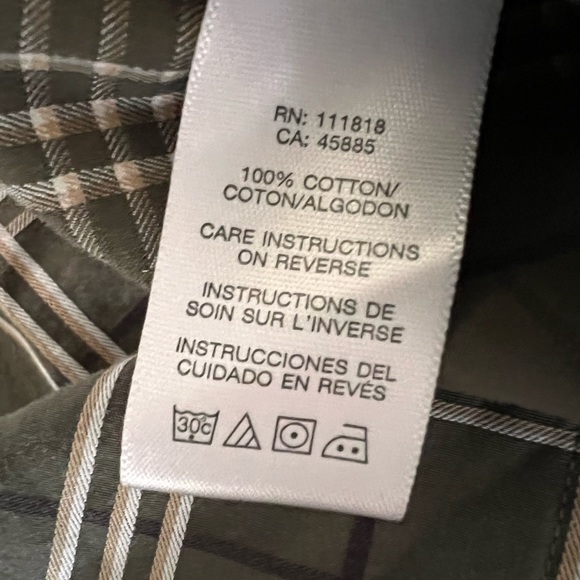 RN: 111818
CA: 45885
100% COTTON/
COTON/ALGODON
CARE INSTRUCTIONS
ON REVERSE
INSTRUCTIONS DE
SOIN SUR L'INVERSE
INSTRUCCIONES DEL
CUIDADO EN REVÉS
30c